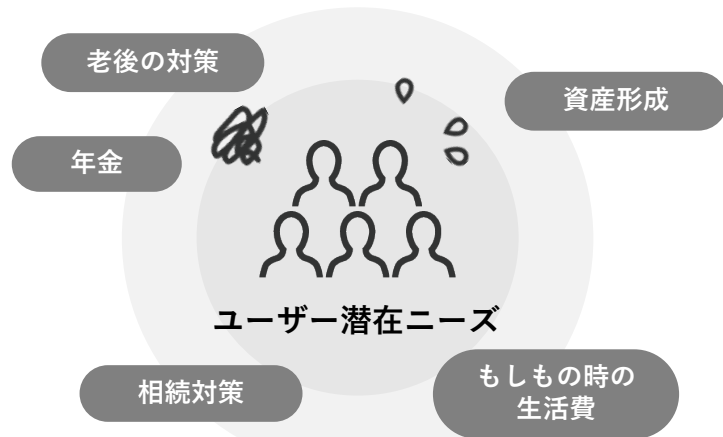 老後の対策
資産形成
年金
ユーザー潜在ニーズ
相続対策
もしもの時の
生活費